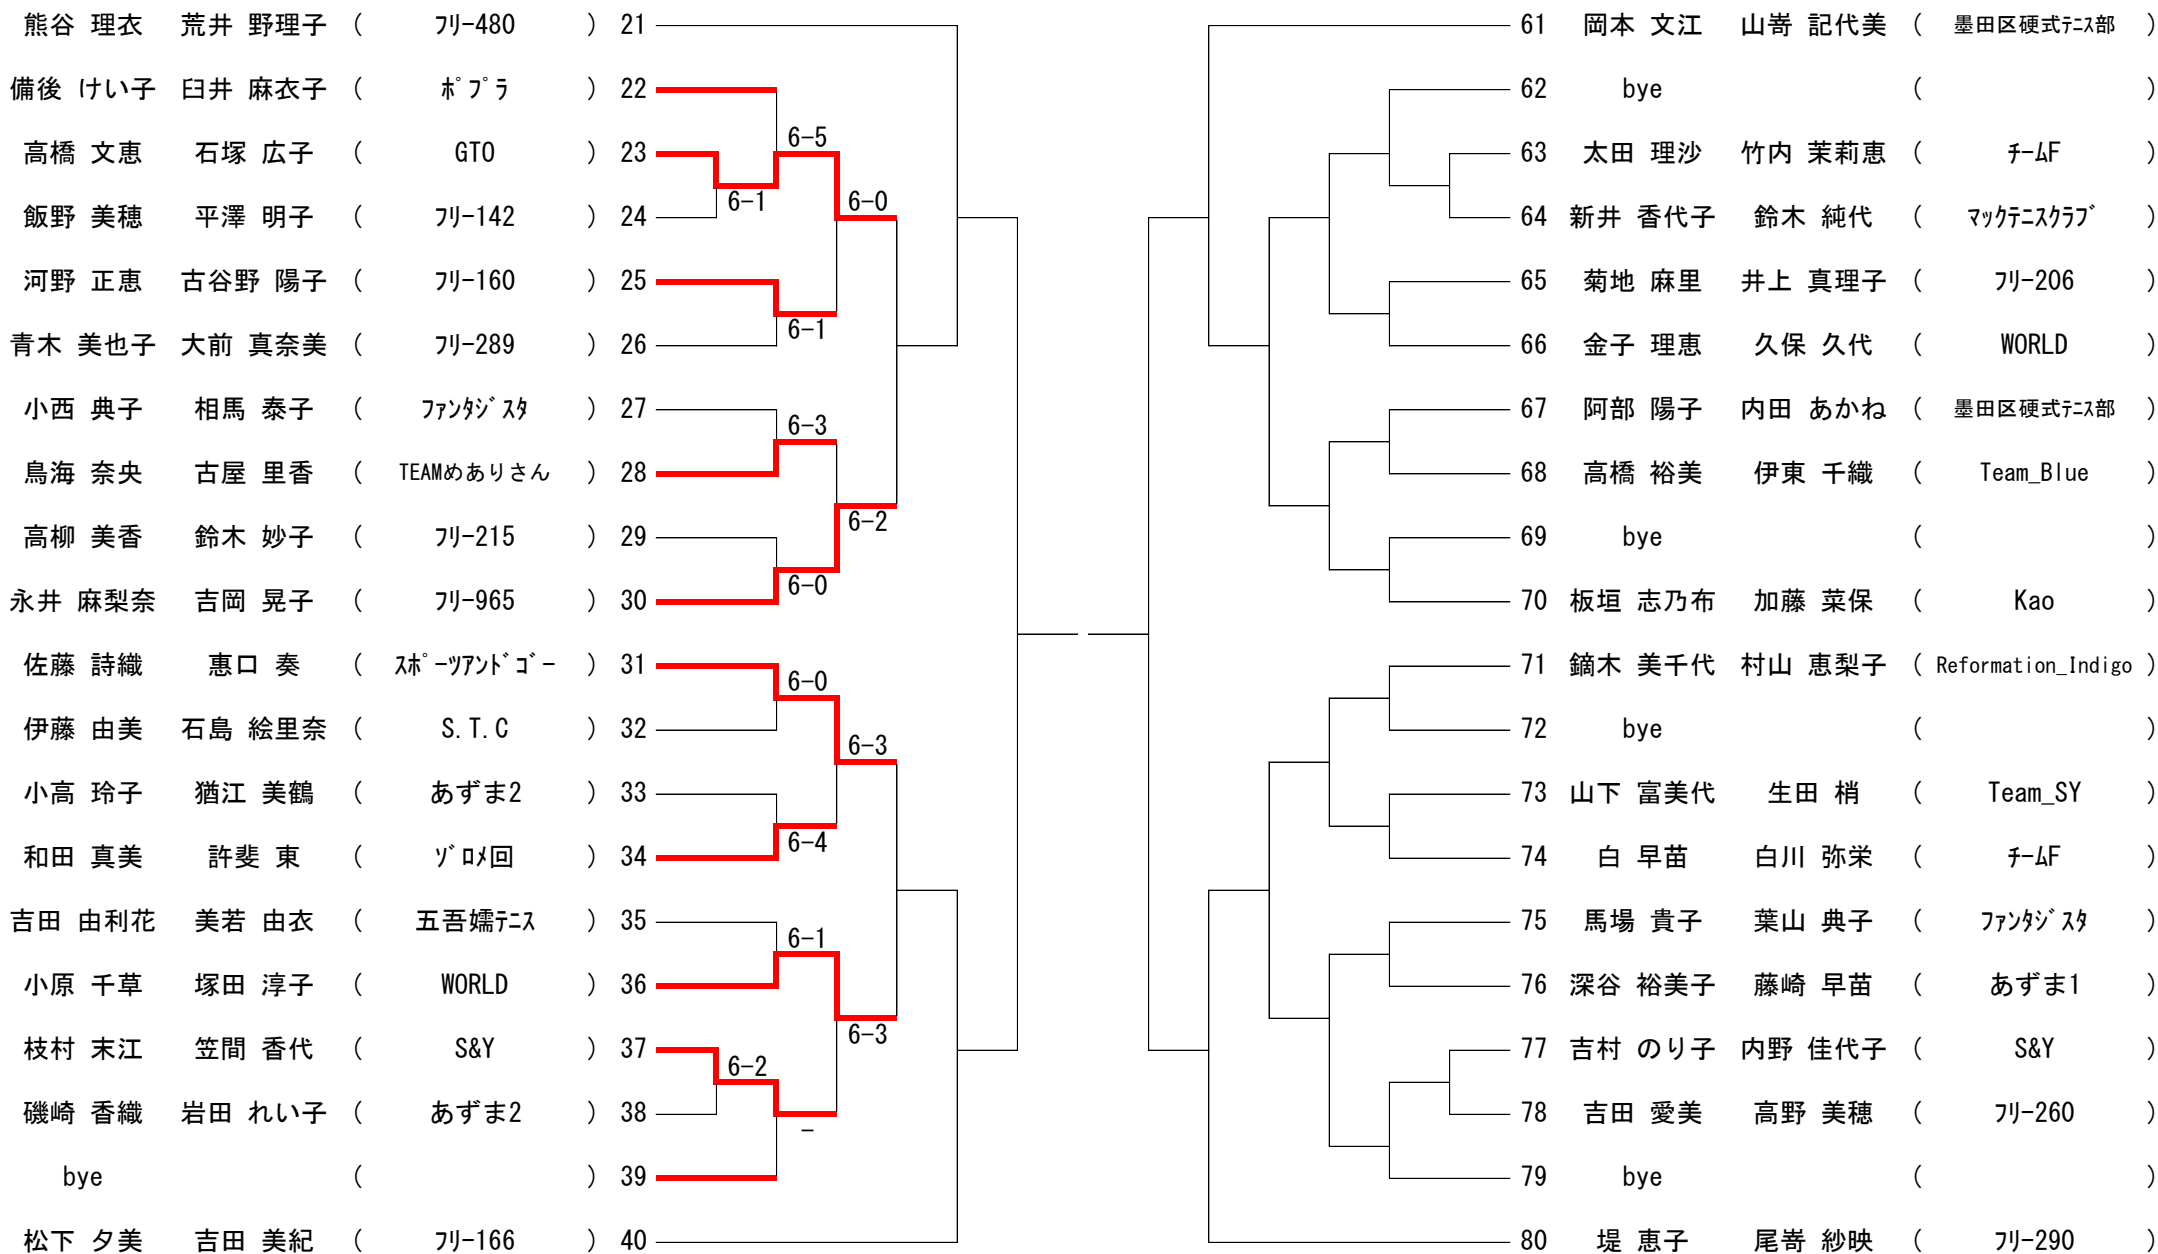 熊谷 理衣 荒井 野理子 ( ﾌﾘｰ480 ) 21
備後 けい子 臼井 麻衣子 ( ﾎﾟﾌﾟﾗ ) 22
6-5
高橋 文恵 石塚 広子 ( GTO ) 23
6-1 6-0
飯野 美穂 平澤 明子 ( ﾌﾘｰ142 ) 24
河野 正恵 古谷野 陽子 ( ﾌﾘｰ160 ) 25
6-1
青木 美也子 大前 真奈美 ( ﾌﾘｰ289 ) 26
小西 典子 相馬 泰子 ( ﾌｧﾝﾀｼﾞｽﾀ ) 27
6-3
鳥海 奈央 古屋 里香 ( TEAMめありさん ) 28
6-2
高柳 美香 鈴木 妙子 ( ﾌﾘｰ215 ) 29
6-0
永井 麻梨奈 吉岡 晃子 ( ﾌﾘｰ965 ) 30
佐藤 詩織 惠口 奏 ( ｽﾎﾟｰﾂｱﾝﾄﾞｺﾞｰ ) 31
6-0
伊藤 由美 石島 絵里奈 ( S.T.C ) 32
6-3
小高 玲子 猶江 美鶴 ( あずま2 ) 33
6-4
和田 真美 許斐 東 ( ｿﾞﾛﾒ回 ) 34
吉田 由利花 美若 由衣 ( 五吾嬬ﾃﾆｽ ) 35
6-1
小原 千草 塚田 淳子 ( WORLD ) 36
6-3
枝村 末江 笠間 香代 ( S&Y ) 37
6-2
磯崎 香織 岩田 れい子 ( あずま2 ) 38
-
bye ( ) 39
松下 夕美 吉田 美紀 ( ﾌﾘｰ166 ) 40
61 岡本 文江 山嵜 記代美 ( 墨田区硬式ﾃﾆｽ部 )
62 bye ( )
63 太田 理沙 竹内 茉莉恵 ( ﾁｰﾑF )
64 新井 香代子 鈴木 純代 ( ﾏｯｸﾃﾆｽｸﾗﾌﾞ )
65 菊地 麻里 井上 真理子 ( ﾌﾘｰ206 )
66 金子 理恵 久保 久代 ( WORLD )
67 阿部 陽子 内田 あかね ( 墨田区硬式ﾃﾆｽ部 )
68 高橋 裕美 伊東 千織 ( Team_Blue )
69 bye ( )
70 板垣 志乃布 加藤 菜保 ( Kao )
71 鏑木 美千代 村山 恵梨子 ( Reformation_Indigo )
72 bye ( )
73 山下 富美代 生田 梢 ( Team_SY )
74 白 早苗 白川 弥栄 ( ﾁｰﾑF )
75 馬場 貴子 葉山 典子 ( ﾌｧﾝﾀｼﾞｽﾀ )
76 深谷 裕美子 藤崎 早苗 ( あずま1 )
77 吉村 のり子 内野 佳代子 ( S&Y )
78 吉田 愛美 高野 美穂 ( ﾌﾘｰ260 )
79 bye ( )
80 堤 恵子 尾嵜 紗映 ( ﾌﾘｰ290 )